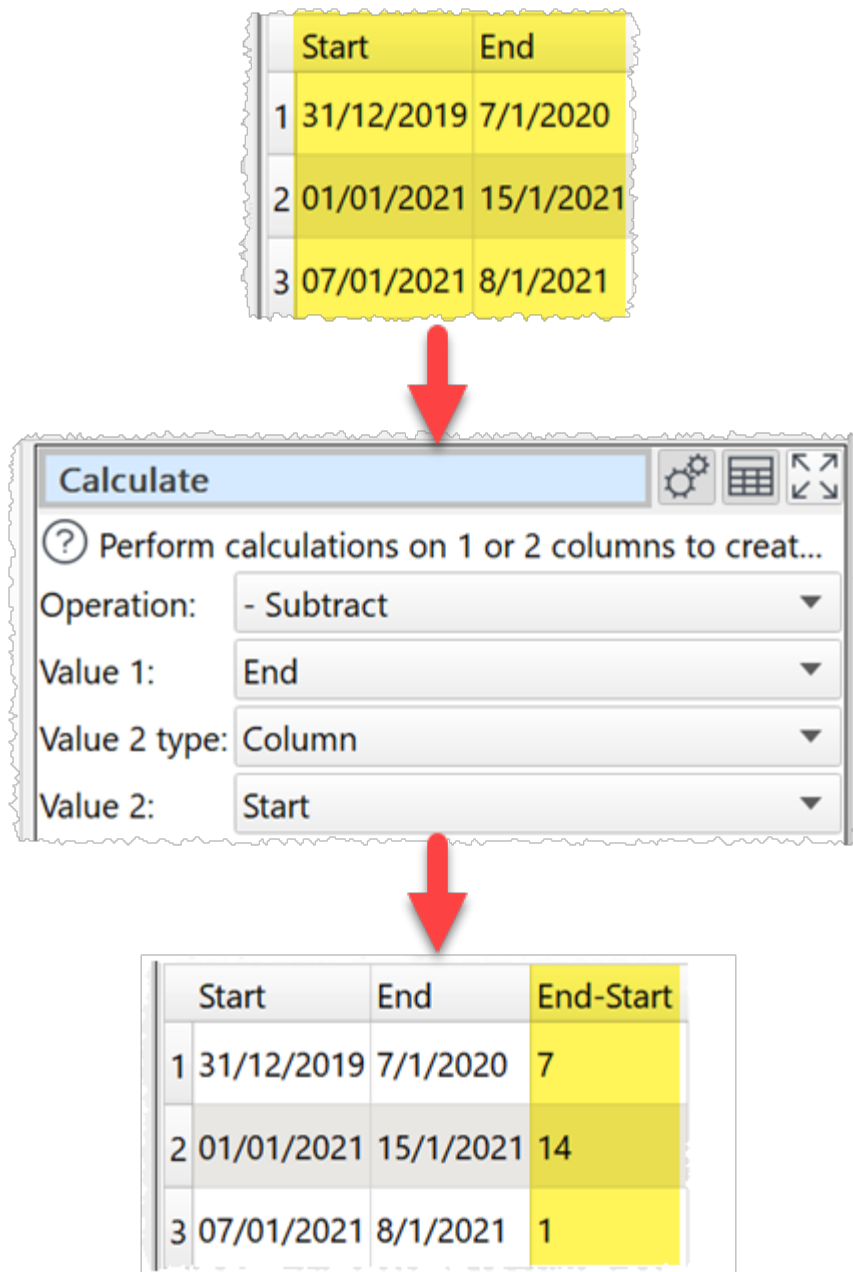 Start End
1 31/12/2019 7/1/2020
2 01/01/2021 15/1/2021
3 07/01/2021 8/1/2021
Calculate
? Perform calculations on 1 or 2 columns to creat...
Operation: - Subtract
Value 1: End
Value 2 type: Column
Value 2: Start
Start End End-Start
1 31/12/2019 7/1/2020 7
2 01/01/2021 15/1/2021 14
3 07/01/2021 8/1/2021 1